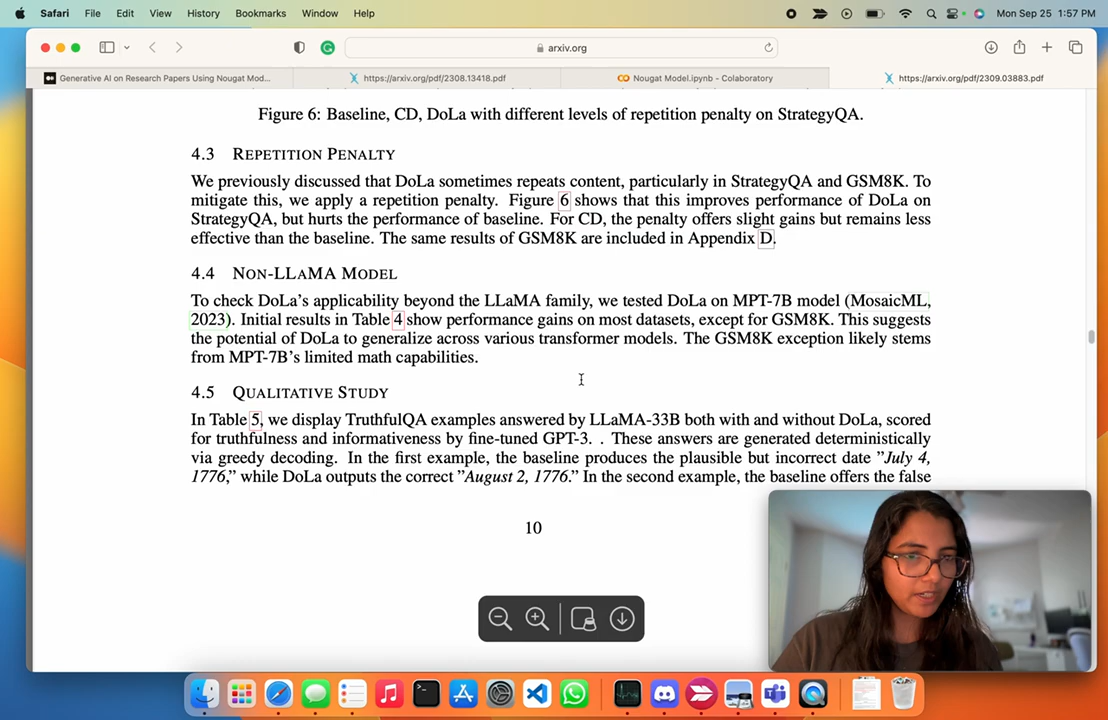 Safari File Edit View History Bookmarks Window Help Mon Sep 25 1:57 PM
arxiv.org
Generative AI on Research Papers Using Nougat Mod... https://arxiv.org/pdf/2308.13418.pdf Nougat Model.ipynb - Colaboratory https://arxiv.org/pdf/2309.03883.pdf
Figure 6: Baseline, CD, DoLa with different levels of repetition penalty on StrategyQA.
4.3 REPETITION PENALTY
We previously discussed that DoLa sometimes repeats content, particularly in StrategyQA and GSM8K. To
mitigate this, we apply a repetition penalty. Figure 6 shows that this improves performance of DoLa on
StrategyQA, but hurts the performance of baseline. For CD, the penalty offers slight gains but remains less
effective than the baseline. The same results of GSM8K are included in Appendix D.
4.4 NON-LLAMA MODEL
To check DoLa's applicability beyond the LLaMA family, we tested DoLa on MPT-7B model (MosaicML,
2023). Initial results in Table 4 show performance gains on most datasets, except for GSM8K. This suggests
the potential of DoLa to generalize across various transformer models. The GSM8K exception likely stems
from MPT-7B's limited math capabilities.
4.5 QUALITATIVE STUDY
In Table 5, we display TruthfulQA examples answered by LLaMA-33B both with and without DoLa, scored
for truthfulness and informativeness by fine-tuned GPT-3. . These answers are generated deterministically
via greedy decoding. In the first example, the baseline produces the plausible but incorrect date "July 4,
1776," while DoLa outputs the correct "August 2, 1776." In the second example, the baseline offers the false
10